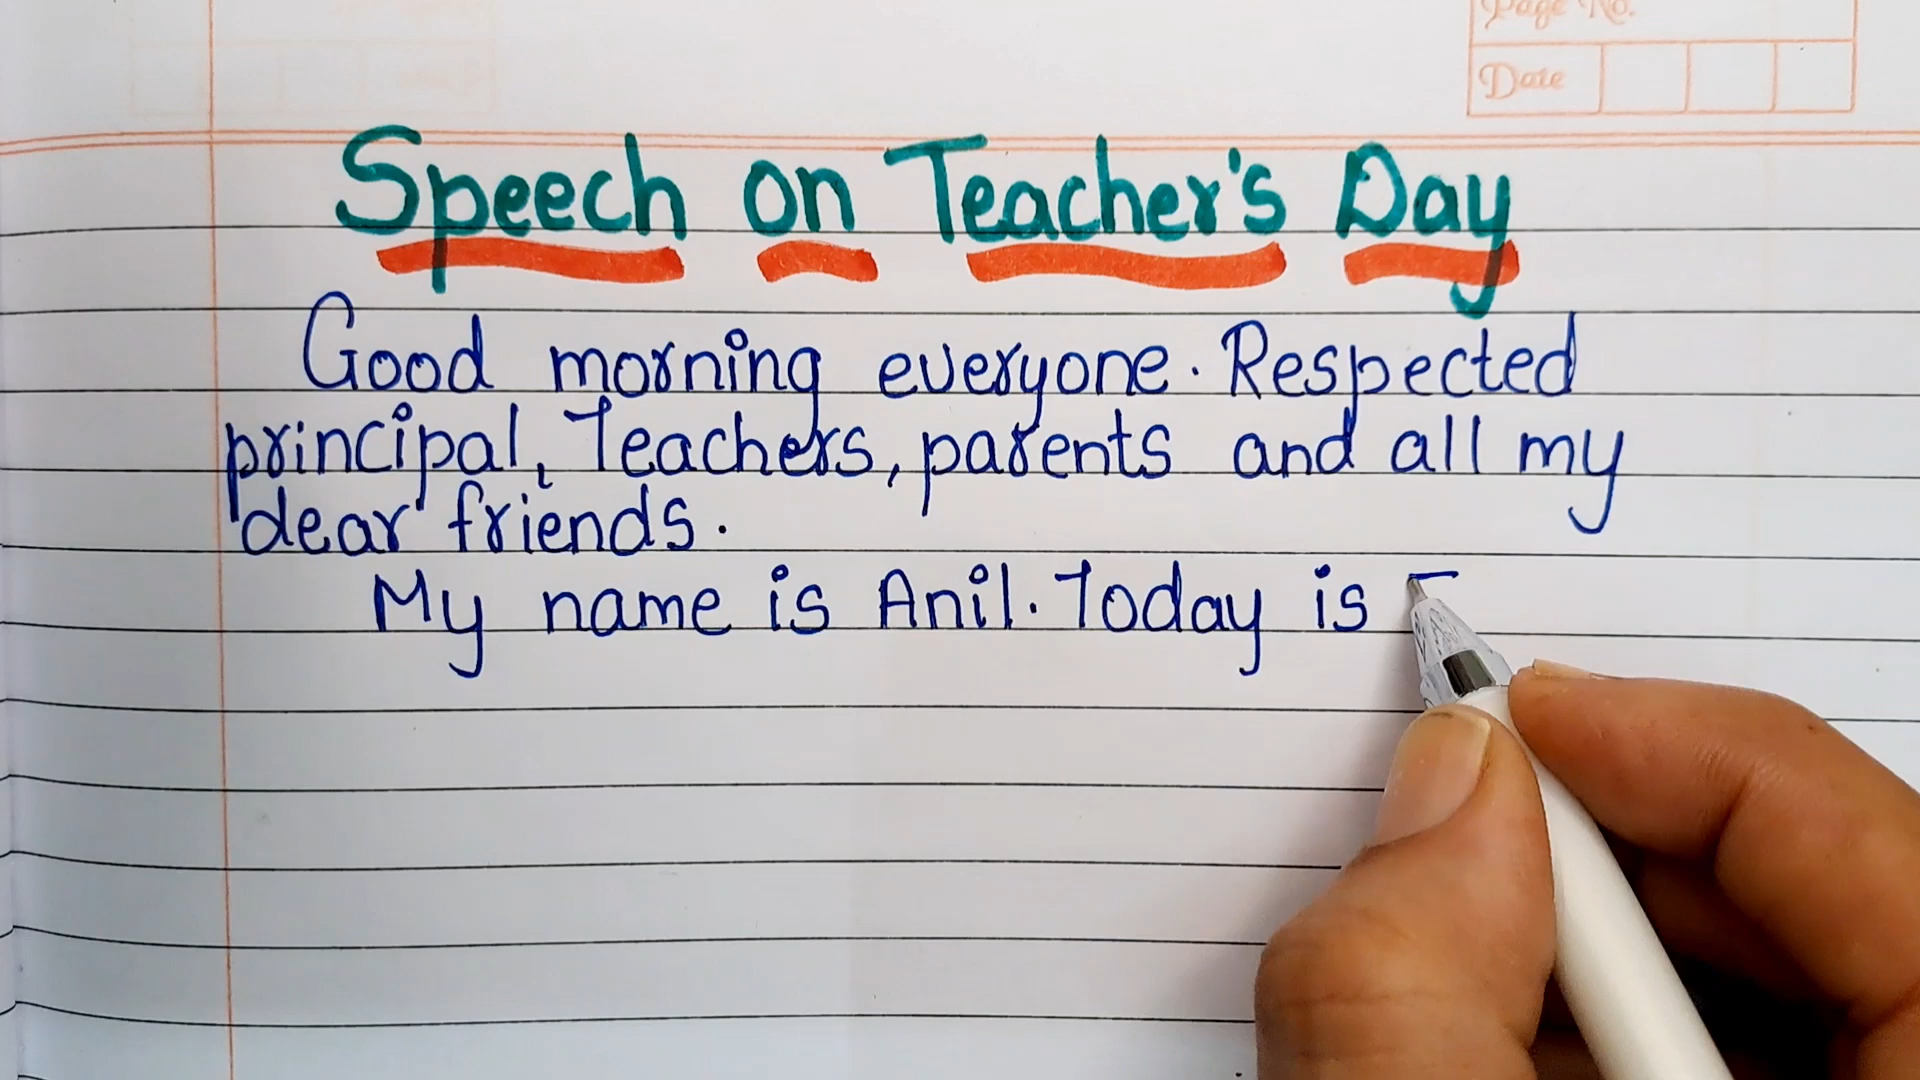 Page No.
Date
Speech on Teacher's Day
Good morning everyone. Respected
principal, Teachers, parents and all my
dear friends.
My name is Anil. Today is